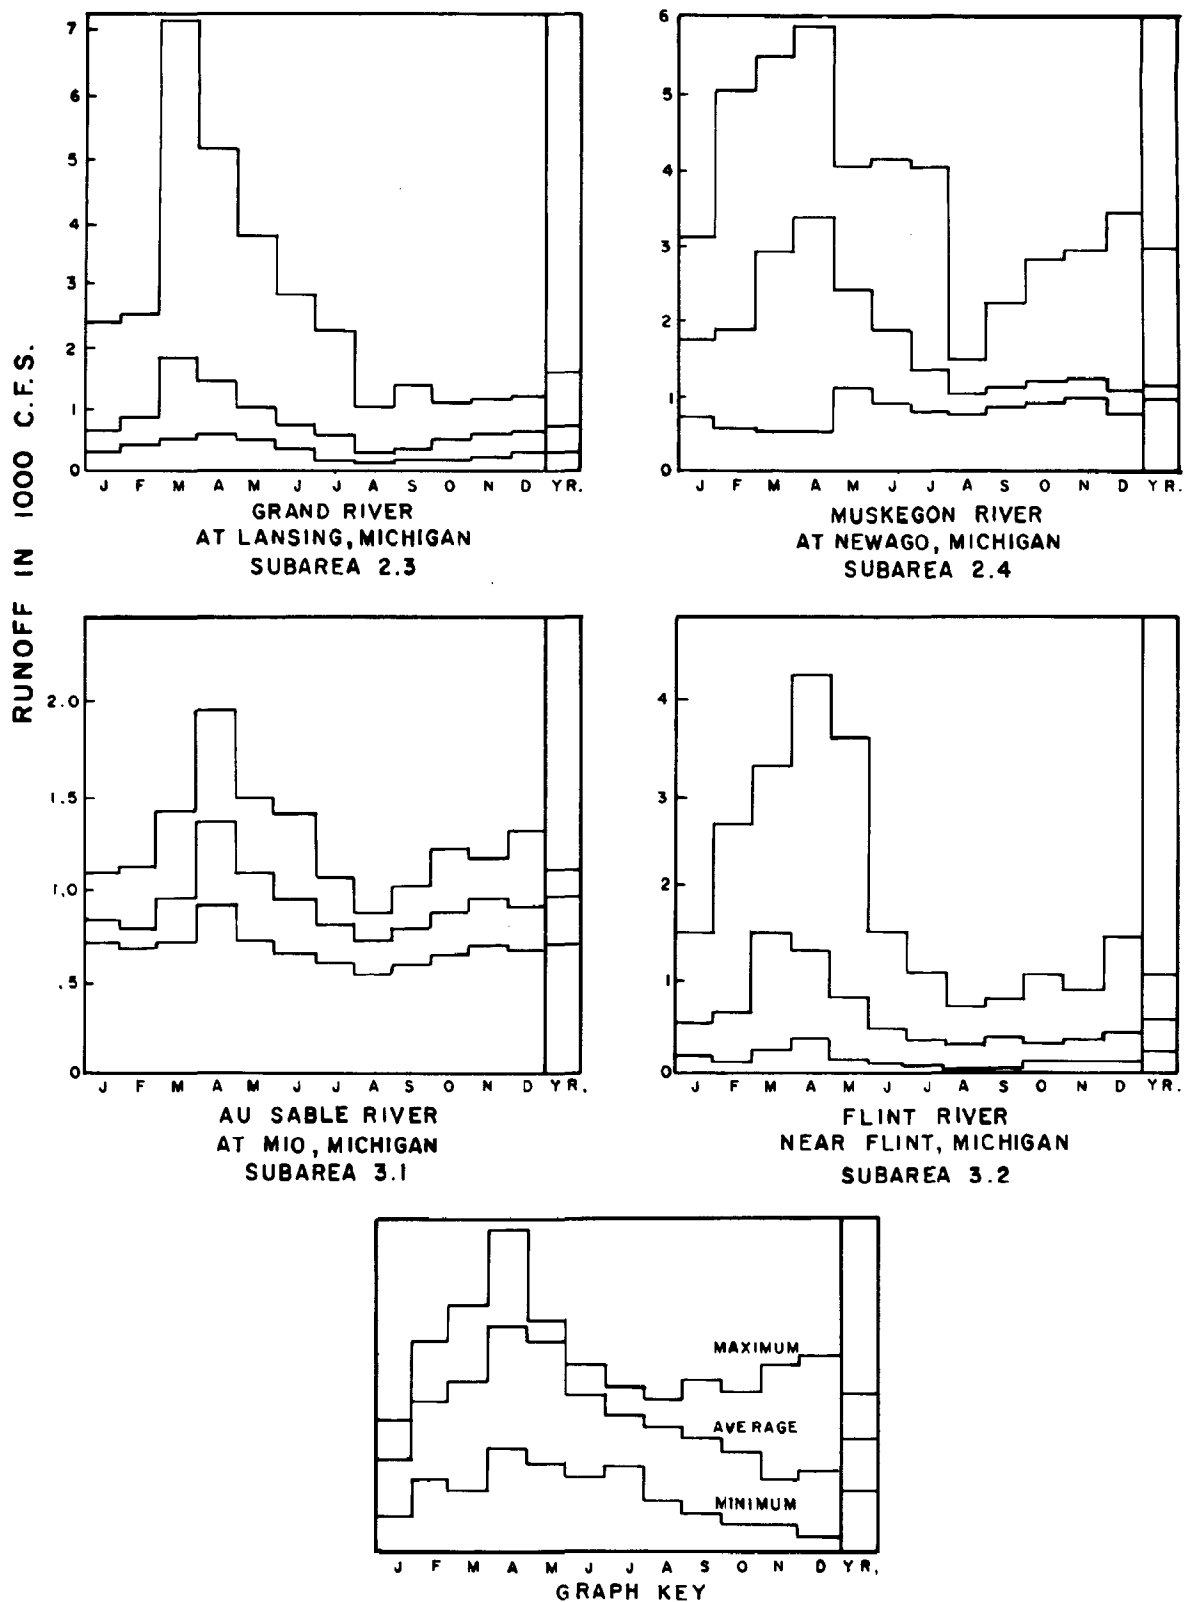 RUNOFF IN 1000 C.F.S.
7
6
5
4
3
2
1
0
J F M A M J J A S O N D YR.
GRAND RIVER
AT LANSING, MICHIGAN
SUBAREA 2.3
6
5
4
3
2
1
0
J F M A M J J A S O N D YR.
MUSKEGON RIVER
AT NEWAGO, MICHIGAN
SUBAREA 2.4
2.0
1.5
1.0
.5
0
J F M A M J J A S O N D YR.
AU SABLE RIVER
AT MIO, MICHIGAN
SUBAREA 3.1
4
3
2
1
0
J F M A M J J A S O N D YR.
FLINT RIVER
NEAR FLINT, MICHIGAN
SUBAREA 3.2
MAXIMUM
AVERAGE
MINIMUM
J F M A M J J A S O N D YR.
GRAPH KEY